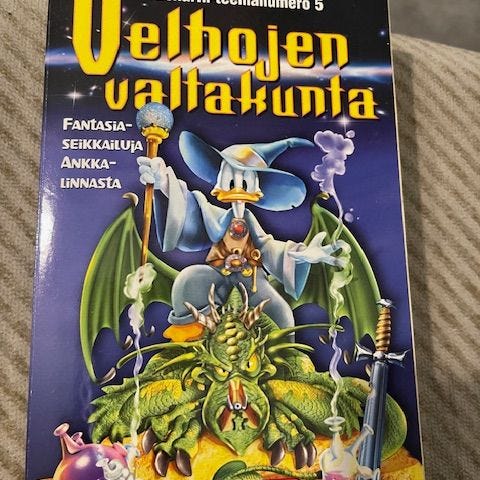 teemanumero 5
Velhojen
valtakunta
FANTASIA-
SEIKKAILUJA
ANKKA-
LINNASTA